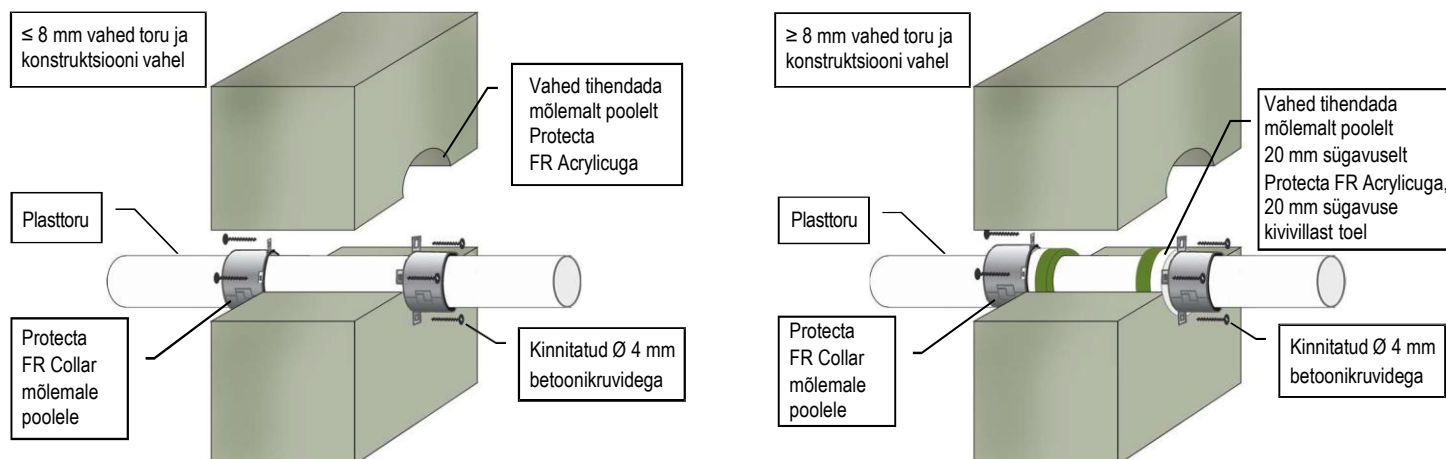 ≤ 8 mm vahed toru ja
konstruktsiooni vahel
Vahed tihendada
mõlemalt poolelt
Protecta
FR Acrylicuga
Plasttoru
Protecta
FR Collar
mõlemale
poolele
Kinnitatud Ø 4 mm
betoonikruvidega
≥ 8 mm vahed toru ja
konstruktsiooni vahel
Vahed tihendada
mõlemalt poolelt
20 mm sügavuselt
Protecta FR Acrylicuga,
20 mm sügavuse
kivivillast toel
Plasttoru
Protecta
FR Collar
mõlemale
poolele
Kinnitatud Ø 4 mm
betoonikruvidega